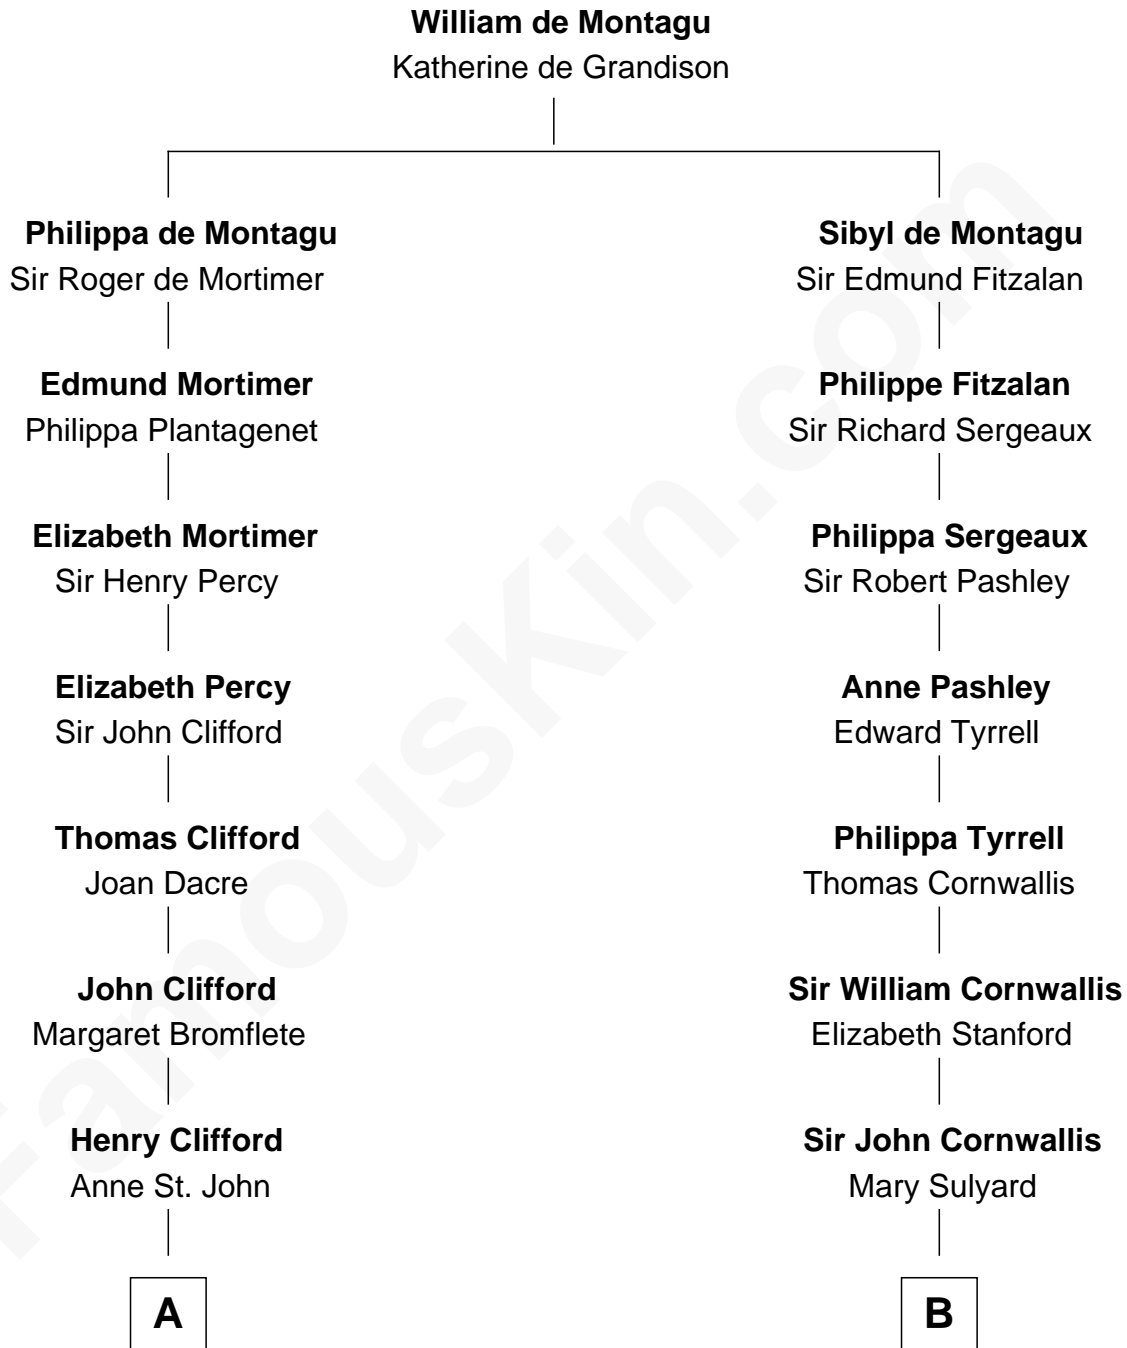 William de Montagu
Katherine de Grandison
Philippa de Montagu
Sir Roger de Mortimer
Sibyl de Montagu
Sir Edmund Fitzalan
Edmund Mortimer
Philippa Plantagenet
Philippe Fitzalan
Sir Richard Sergeaux
Elizabeth Mortimer
Sir Henry Percy
Philippa Sergeaux
Sir Robert Pashley
Elizabeth Percy
Sir John Clifford
Anne Pashley
Edward Tyrrell
Thomas Clifford
Joan Dacre
Philippa Tyrrell
Thomas Cornwallis
John Clifford
Margaret Bromflete
Sir William Cornwallis
Elizabeth Stanford
Henry Clifford
Anne St. John
Sir John Cornwallis
Mary Sulyard
A
B
FamousKin.com